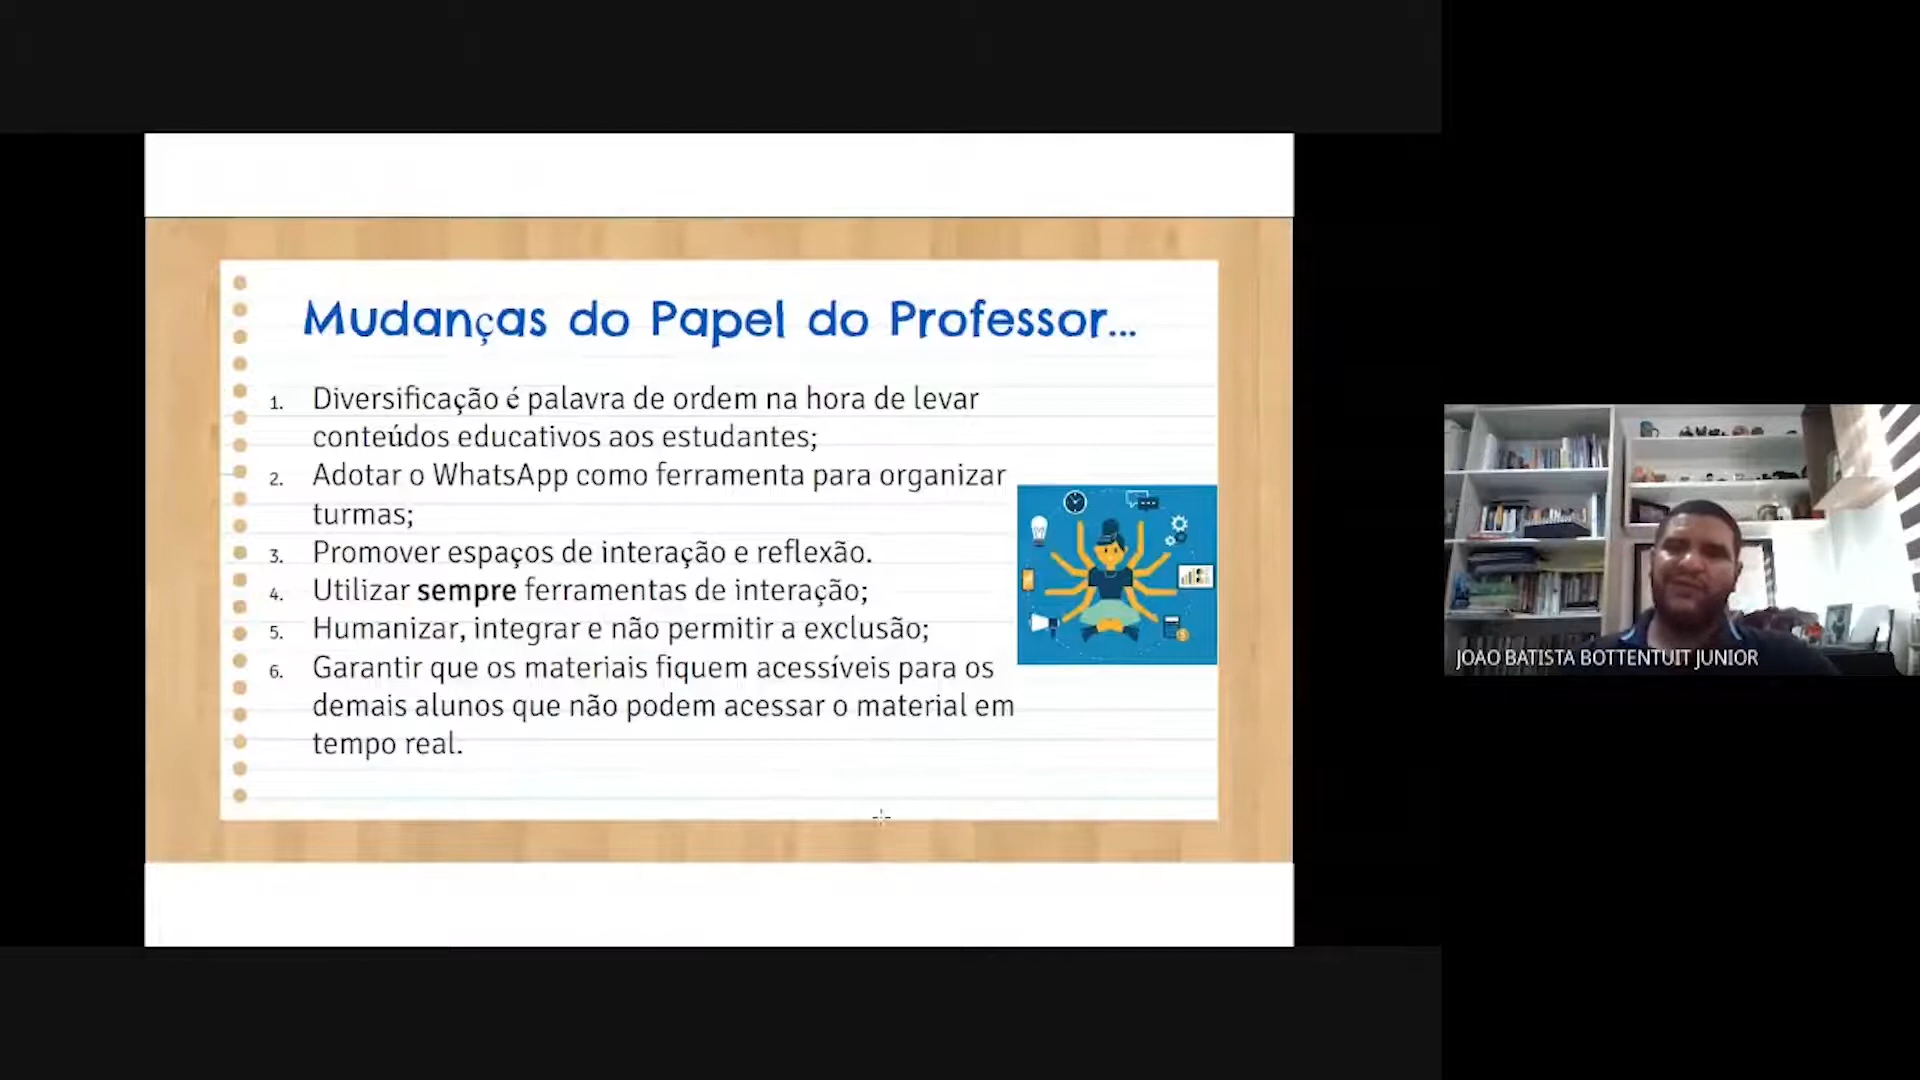 Mudanças do Papel do Professor...
1. Diversificação é palavra de ordem na hora de levar
conteúdos educativos aos estudantes;
2. Adotar o WhatsApp como ferramenta para organizar
turmas;
3. Promover espaços de interação e reflexão.
4. Utilizar sempre ferramentas de interação;
5. Humanizar, integrar e não permitir a exclusão;
6. Garantir que os materiais fiquem acessíveis para os
demais alunos que não podem acessar o material em
tempo real.
JOAO BATISTA BOTTENTUIT JUNIOR